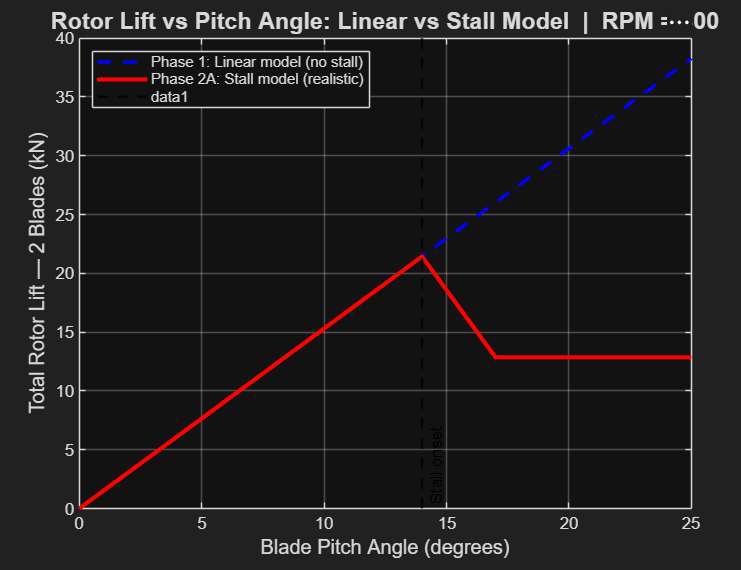 Rotor Lift vs Pitch Angle: Linear vs Stall Model | RPM =⋯00
40
35
30
25
20
15
10
5
0
Total Rotor Lift — 2 Blades (kN)
Phase 1: Linear model (no stall)
Phase 2A: Stall model (realistic)
data1
Stall onset
0 5 10 15 20 25
Blade Pitch Angle (degrees)